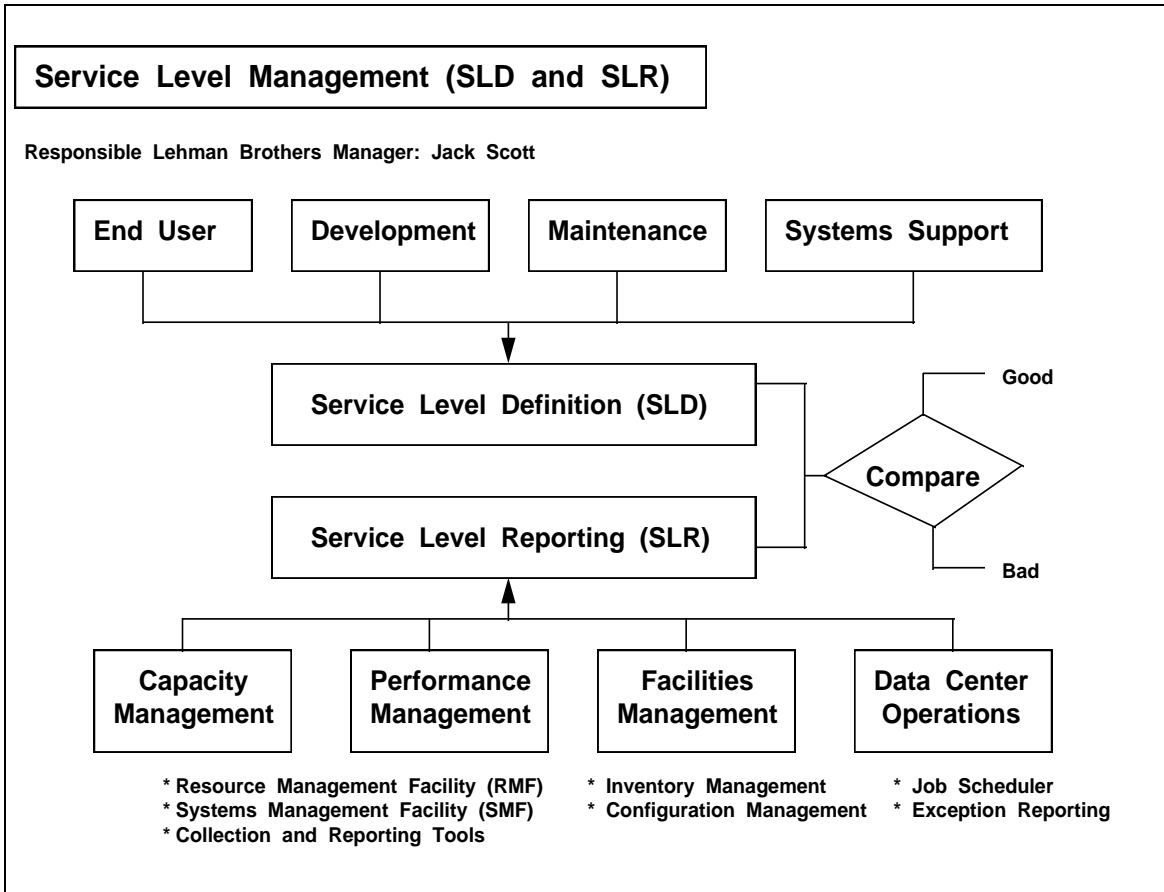 Service Level Management (SLD and SLR)
Responsible Lehman Brothers Manager: Jack Scott
End User
Development
Maintenance
Systems Support
Service Level Definition (SLD)
Good
Compare
Service Level Reporting (SLR)
Bad
Capacity
Management
Performance
Management
Facilities
Management
Data Center
Operations
* Resource Management Facility (RMF)
* Systems Management Facility (SMF)
* Collection and Reporting Tools
* Inventory Management
* Configuration Management
* Job Scheduler
* Exception Reporting